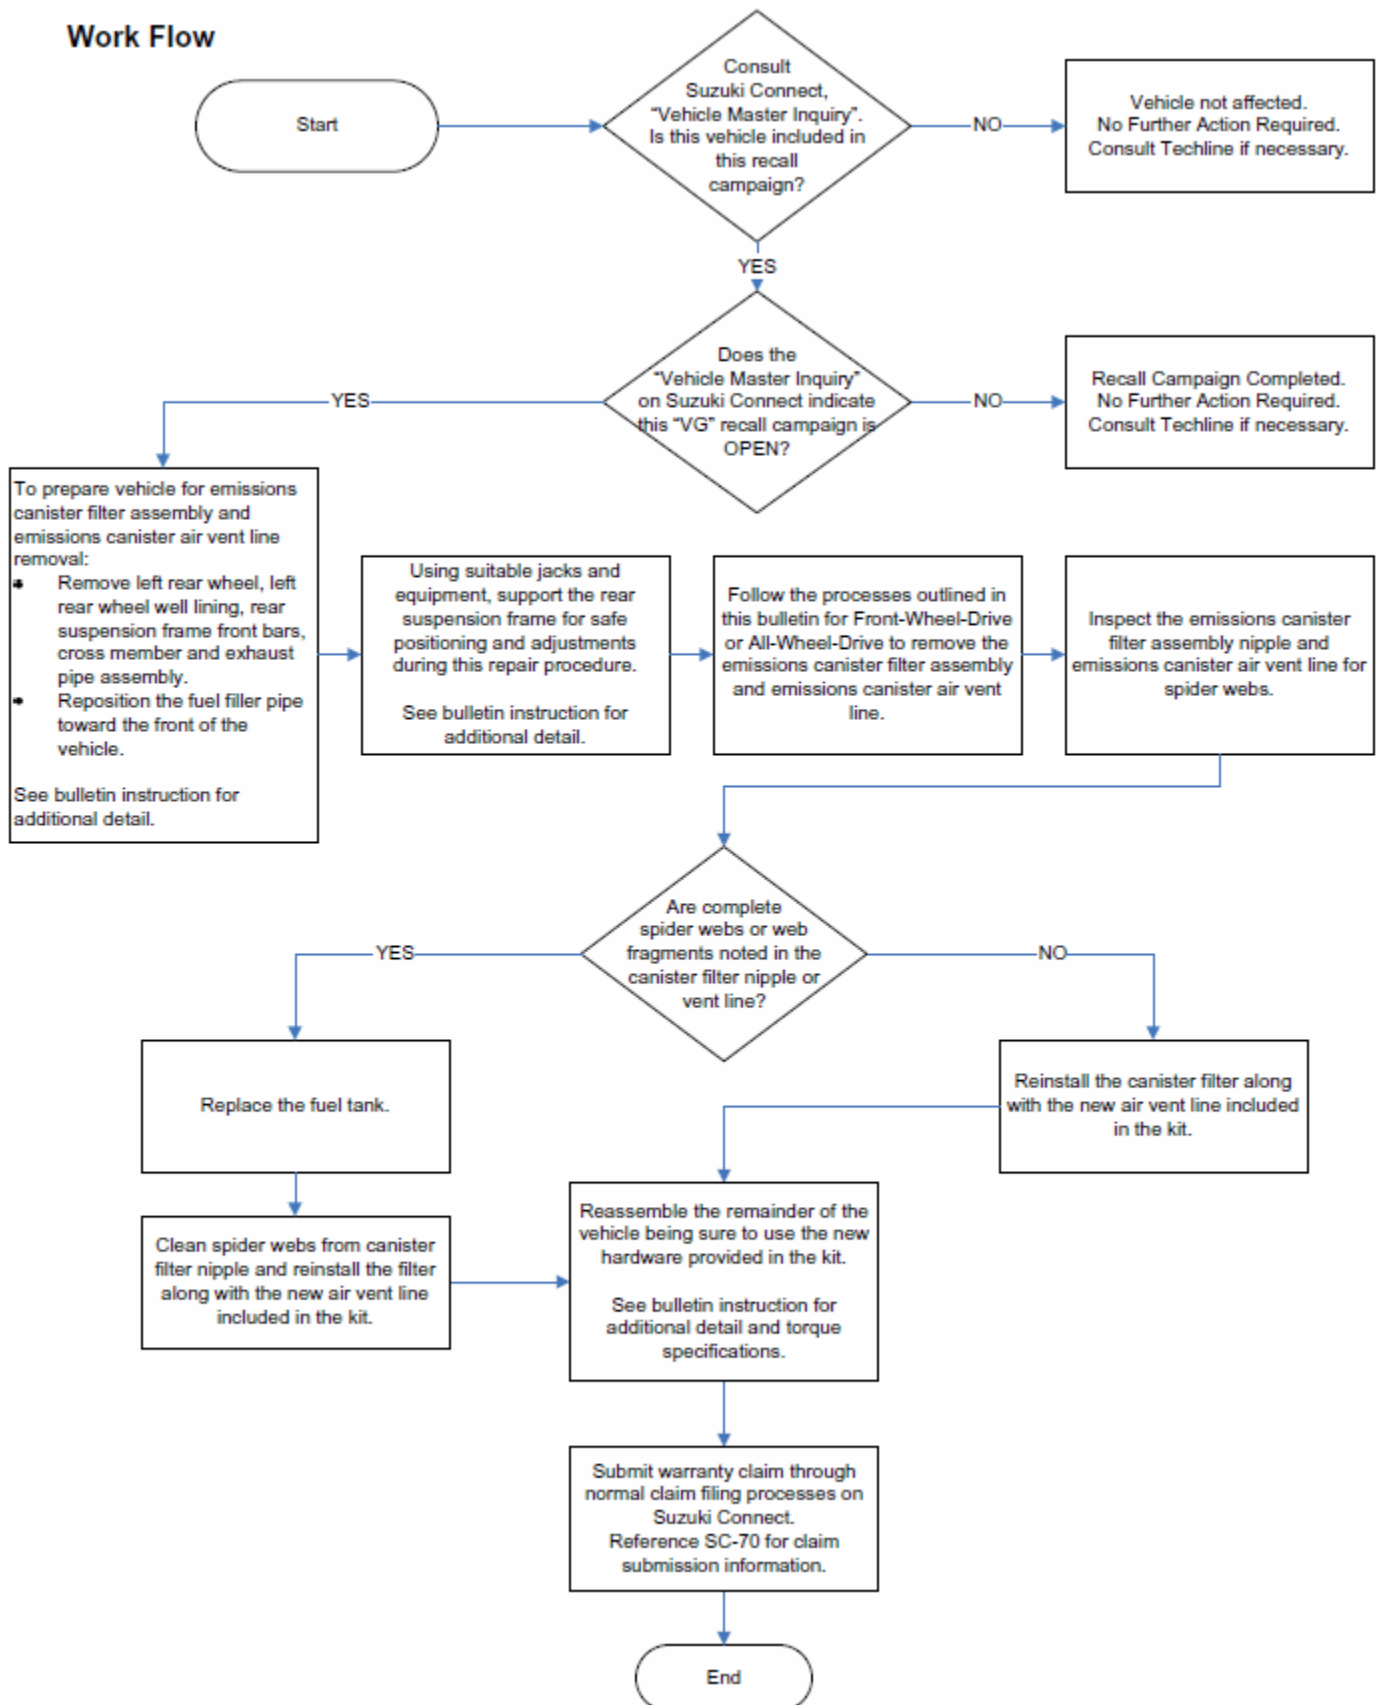 Work Flow
Start
Consult
Suzuki Connect,
“Vehicle Master Inquiry”.
Is this vehicle included in
this recall
campaign?
NO
Vehicle not affected.
No Further Action Required.
Consult Techline if necessary.
YES
Does the
“Vehicle Master Inquiry”
on Suzuki Connect indicate
this “VG” recall campaign is
OPEN?
YES
NO
Recall Campaign Completed.
No Further Action Required.
Consult Techline if necessary.
To prepare vehicle for emissions
canister filter assembly and
emissions canister air vent line
removal:
• Remove left rear wheel, left
rear wheel well lining, rear
suspension frame front bars,
cross member and exhaust
pipe assembly.
• Reposition the fuel filler pipe
toward the front of the
vehicle.
See bulletin instruction for
additional detail.
Using suitable jacks and
equipment, support the rear
suspension frame for safe
positioning and adjustments
during this repair procedure.
See bulletin instruction for
additional detail.
Follow the processes outlined in
this bulletin for Front-Wheel-Drive
or All-Wheel-Drive to remove the
emissions canister filter assembly
and emissions canister air vent
line.
Inspect the emissions canister
filter assembly nipple and
emissions canister air vent line for
spider webs.
Are complete
spider webs or web
fragments noted in the
canister filter nipple or
vent line?
YES
NO
Replace the fuel tank.
Reinstall the canister filter along
with the new air vent line included
in the kit.
Clean spider webs from canister
filter nipple and reinstall the filter
along with the new air vent line
included in the kit.
Reassemble the remainder of the
vehicle being sure to use the new
hardware provided in the kit.
See bulletin instruction for
additional detail and torque
specifications.
Submit warranty claim through
normal claim filing processes on
Suzuki Connect.
Reference SC-70 for claim
submission information.
End